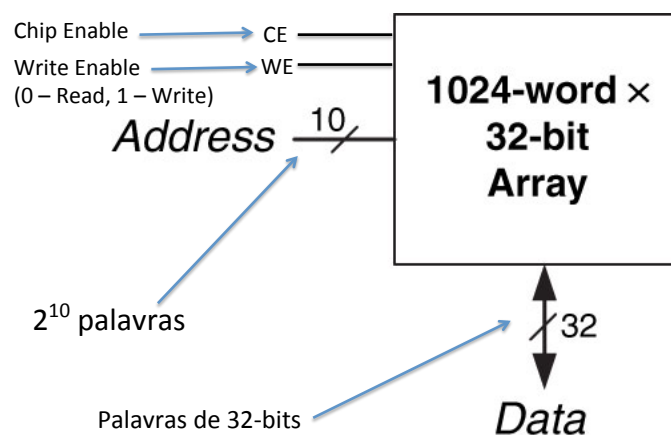 Chip Enable
CE
Write Enable
WE
(0 – Read, 1 – Write)
Address
10
1024-word ×
32-bit
Array
2¹⁰ palavras
32
Palavras de 32-bits
Data